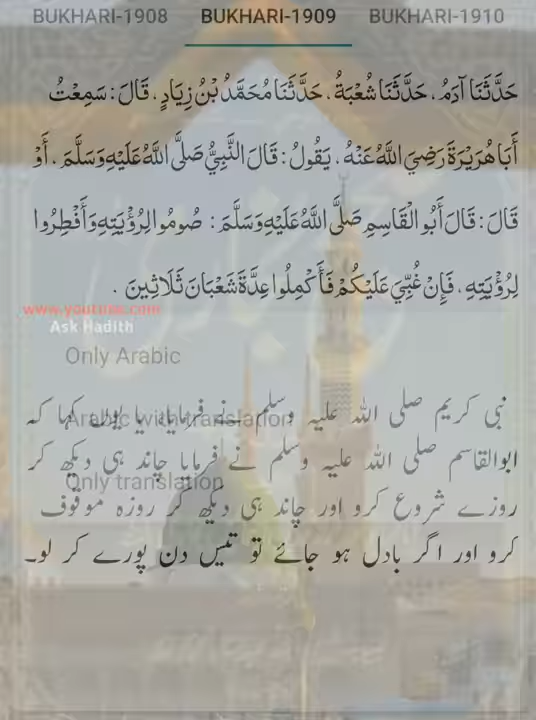 BUKHARI-1908 BUKHARI-1909 BUKHARI-1910
حَدَّثَنَا آدَمُ ، حَدَّثَنَا شُعْبَةُ ، حَدَّثَنَا مُحَمَّدُ بْنُ زِيَادٍ ، قَالَ : سَمِعْتُ
أَبَا هُرَيْرَةَ رَضِيَ اللَّهُ عَنْهُ ، يَقُولُ : قَالَ النَّبِيُّ صَلَّى اللَّهُ عَلَيْهِ وَسَلَّمَ ، أَوْ
قَالَ : قَالَ أَبُو الْقَاسِمِ صَلَّى اللَّهُ عَلَيْهِ وَسَلَّمَ : صُومُوا لِرُؤْيَتِهِ وَأَفْطِرُوا
لِرُؤْيَتِهِ ، فَإِنْ غُبِّيَ عَلَيْكُمْ فَأَكْمِلُوا عِدَّةَ شَعْبَانَ ثَلَاثِينَ .
www.youtube.com
Ask Hadith
Only Arabic
نبی کریم صلی اللہ علیہ وسلم نے فرمایا، یا یوں کہا کہ
Arabic with translation
ابوالقاسم صلی اللہ علیہ وسلم نے فرمایا چاند ہی دیکھ کر
Only translation
روزے شروع کرو اور چاند ہی دیکھ کر روزہ موقوف
کرو اور اگر بادل ہو جائے تو تیس دن پورے کر لو۔